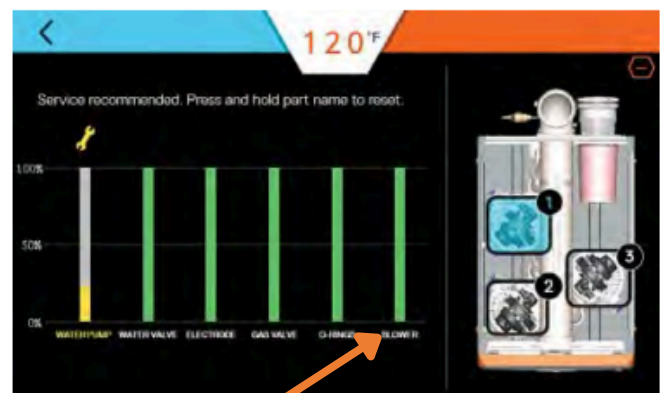 120°F
Service recommended. Press and hold part name to reset.
100%
50%
0%
WATER PUMP WATER VALVE ELECTRODE GAS VALVE O-RINGS BLOWER
1
2
3